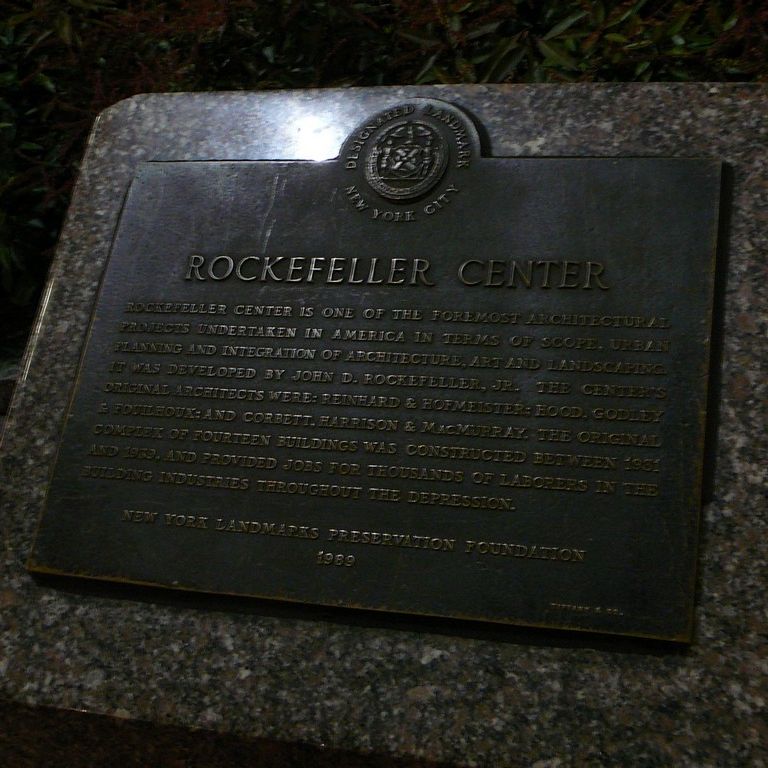 DESIGNATED LANDMARK
NEW YORK CITY
ROCKEFELLER CENTER
ROCKEFELLER CENTER IS ONE OF THE FOREMOST ARCHITECTURAL
PROJECTS UNDERTAKEN IN AMERICA IN TERMS OF SCOPE, URBAN
PLANNING AND INTEGRATION OF ARCHITECTURE, ART AND LANDSCAPING.
IT WAS DEVELOPED BY JOHN D. ROCKEFELLER, JR. THE CENTER'S
ORIGINAL ARCHITECTS WERE: REINHARD & HOFMEISTER; HOOD, GODLEY
& FOUILHOUX; AND CORBETT, HARRISON & MACMURRAY. THE ORIGINAL
COMPLEX OF FOURTEEN BUILDINGS WAS CONSTRUCTED BETWEEN 1931
AND 1939, AND PROVIDED JOBS FOR THOUSANDS OF LABORERS IN THE
BUILDING INDUSTRIES THROUGHOUT THE DEPRESSION.
NEW YORK LANDMARKS PRESERVATION FOUNDATION
1989
TIFFANY & CO.